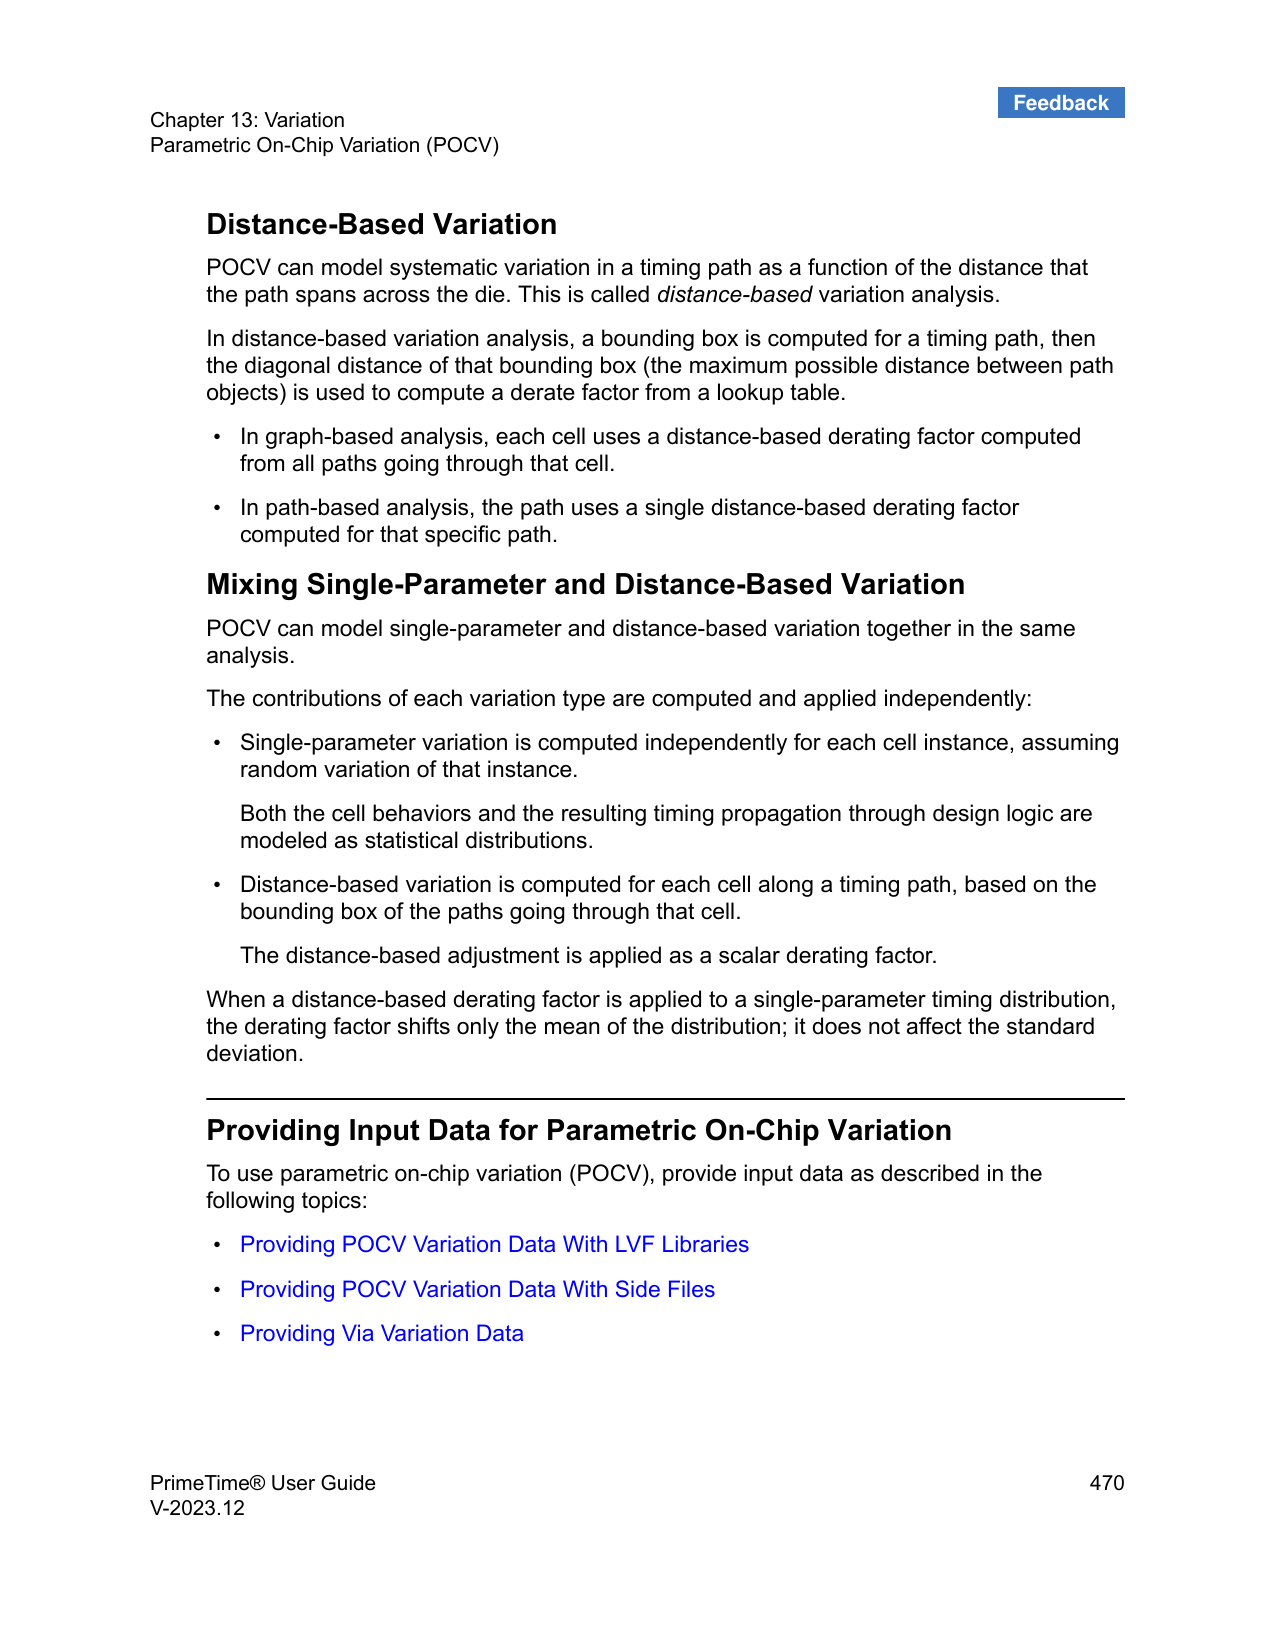 Feedback
Chapter 13: Variation
Parametric On-Chip Variation (POCV)
Distance-Based Variation
POCV can model systematic variation in a timing path as a function of the distance that
the path spans across the die. This is called distance-based variation analysis.
In distance-based variation analysis, a bounding box is computed for a timing path, then
the diagonal distance of that bounding box (the maximum possible distance between path
objects) is used to compute a derate factor from a lookup table.
• In graph-based analysis, each cell uses a distance-based derating factor computed
from all paths going through that cell.
• In path-based analysis, the path uses a single distance-based derating factor
computed for that specific path.
Mixing Single-Parameter and Distance-Based Variation
POCV can model single-parameter and distance-based variation together in the same
analysis.
The contributions of each variation type are computed and applied independently:
• Single-parameter variation is computed independently for each cell instance, assuming
random variation of that instance.
Both the cell behaviors and the resulting timing propagation through design logic are
modeled as statistical distributions.
• Distance-based variation is computed for each cell along a timing path, based on the
bounding box of the paths going through that cell.
The distance-based adjustment is applied as a scalar derating factor.
When a distance-based derating factor is applied to a single-parameter timing distribution,
the derating factor shifts only the mean of the distribution; it does not affect the standard
deviation.
Providing Input Data for Parametric On-Chip Variation
To use parametric on-chip variation (POCV), provide input data as described in the
following topics:
• Providing POCV Variation Data With LVF Libraries
• Providing POCV Variation Data With Side Files
• Providing Via Variation Data
PrimeTime® User Guide 470
V-2023.12